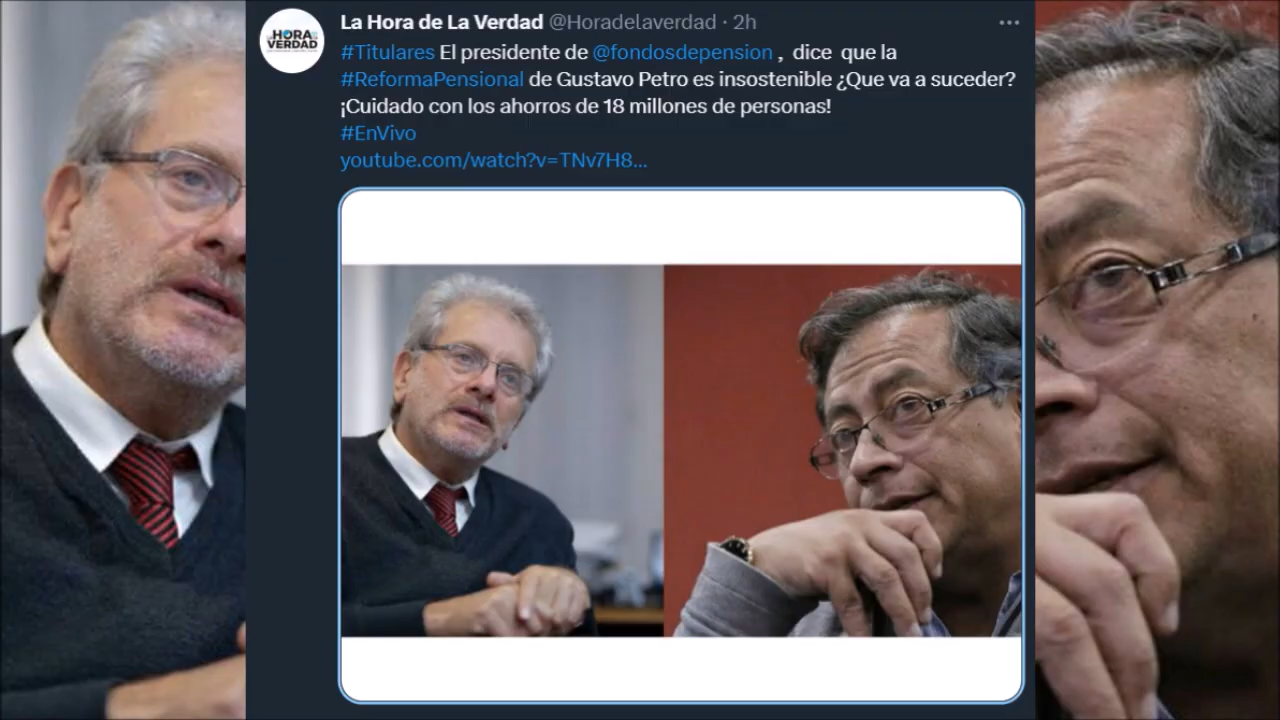 La Hora de La Verdad @Horadelaverdad · 2h
#Titulares El presidente de @fondosdepension , dice que la
#ReformaPensional de Gustavo Petro es insostenible ¿Que va a suceder?
¡Cuidado con los ahorros de 18 millones de personas!
#EnVivo
youtube.com/watch?v=TNv7H8...
HORA
VERDAD